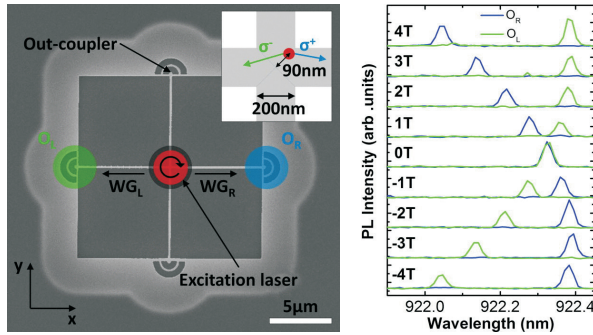 Out-coupler
σ⁻
σ⁺
90nm
200nm
O
O_R
WG_L
WG_R
y
x
Excitation laser
5μm
PL Intensity (arb .units)
O_R
O_L
4T
3T
2T
1T
0T
-1T
-2T
-3T
-4T
922.0
922.2
922.4
Wavelength (nm)